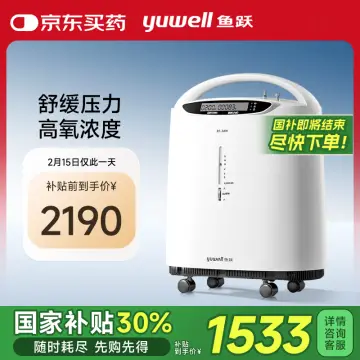 京东买药
yuwell 鱼跃
舒缓压力
高氧浓度
2月15日仅此一天
补贴前到手价¥
2190
国补即将结束
尽快下单!
yuwell 鱼跃
国家补贴30%
随时耗尽 先购先得
补贴到手价¥
1533
详情
咨询
客服